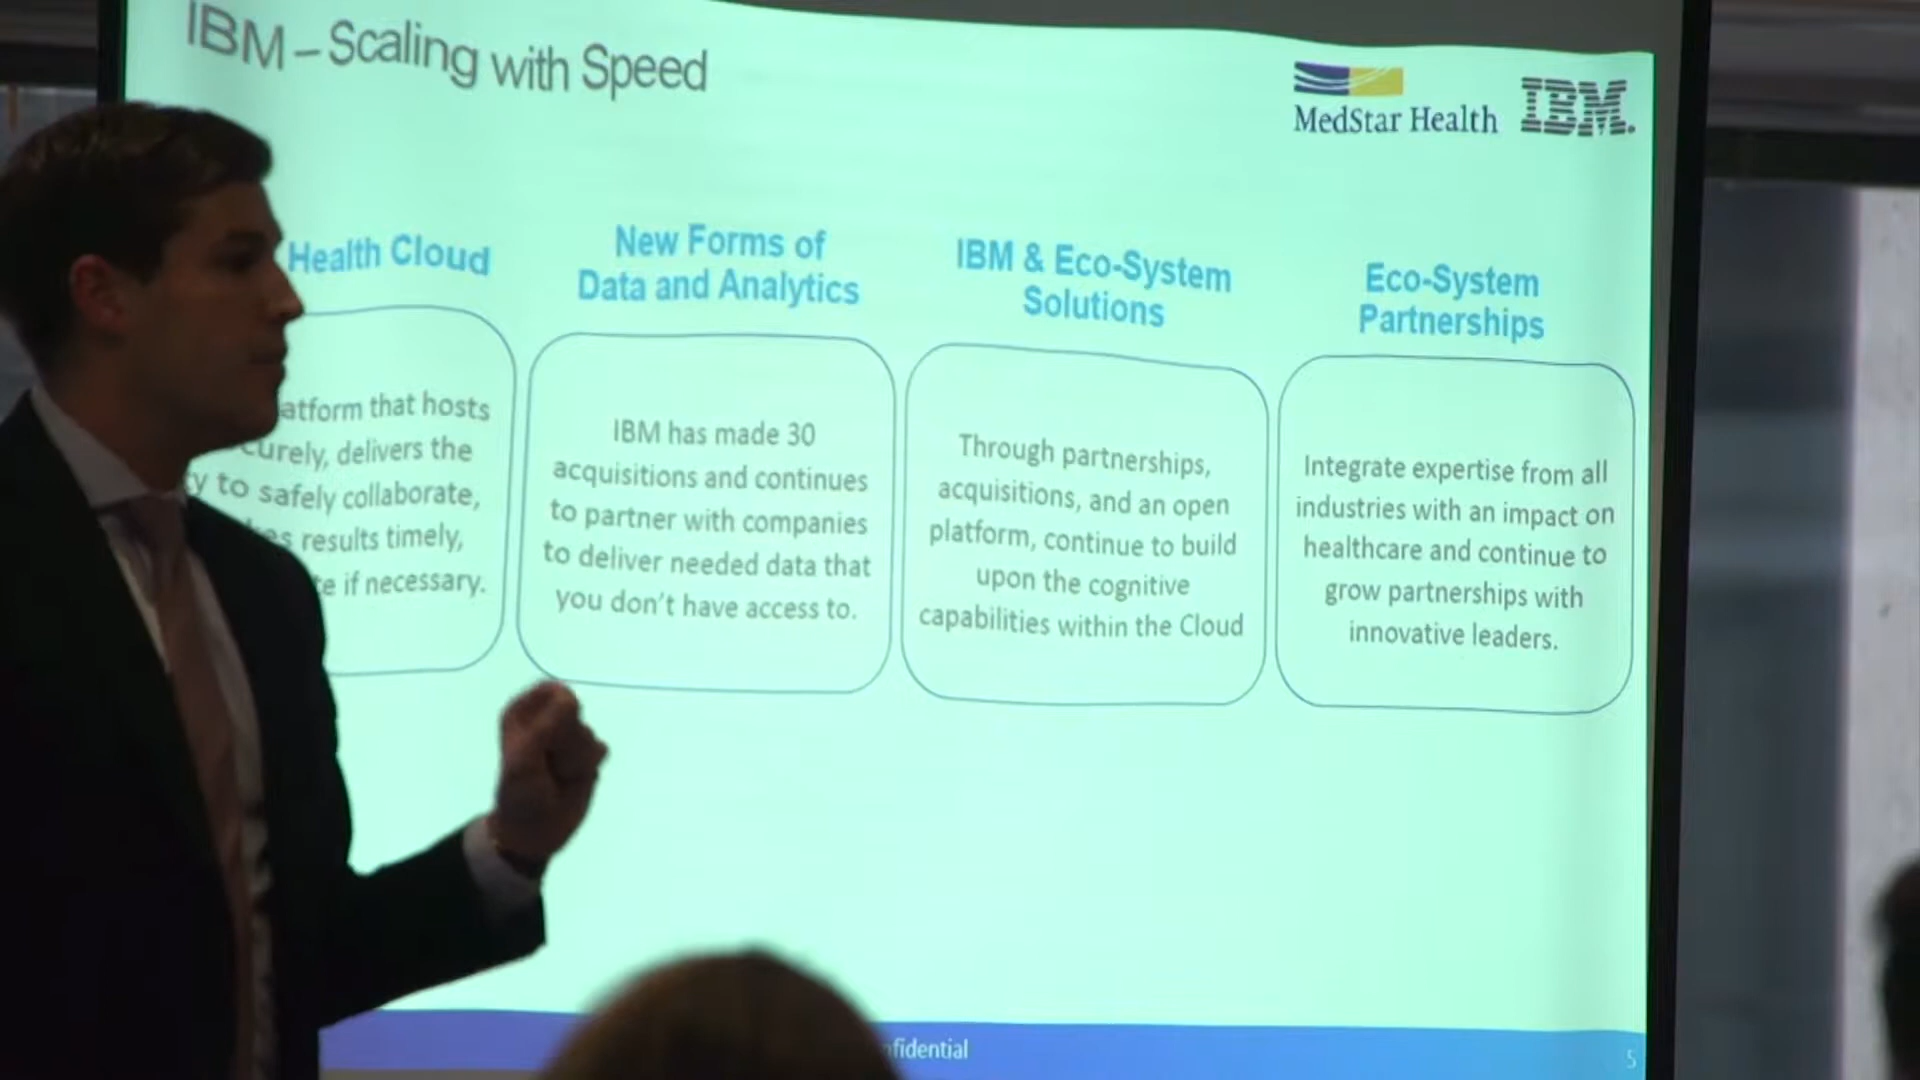 IBM – Scaling with Speed
MedStar Health IBM.
Health Cloud
that hosts
delivers the
to safely collaborate,
results timely,
if necessary.
New Forms of
Data and Analytics
IBM has made 30
acquisitions and continues
to partner with companies
to deliver needed data that
you don't have access to.
IBM & Eco-System
Solutions
Through partnerships,
acquisitions, and an open
platform, continue to build
upon the cognitive
capabilities within the Cloud
Eco-System
Partnerships
Integrate expertise from all
industries with an impact on
healthcare and continue to
grow partnerships with
innovative leaders.
5